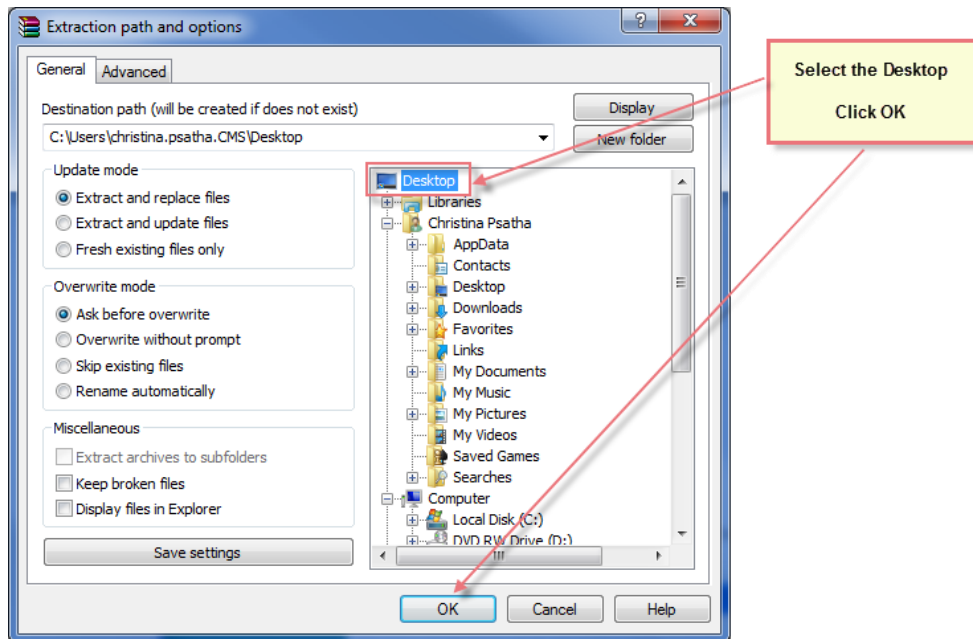 Extraction path and options
General
Advanced
Destination path (will be created if does not exist)
Display
C:\Users\christina.psatha.CMS\Desktop
New folder
Update mode
Extract and replace files
Extract and update files
Fresh existing files only
Overwrite mode
Ask before overwrite
Overwrite without prompt
Skip existing files
Rename automatically
Miscellaneous
Extract archives to subfolders
Keep broken files
Display files in Explorer
Save settings
Desktop
Libraries
Christina Psatha
AppData
Contacts
Desktop
Downloads
Favorites
Links
My Documents
My Music
My Pictures
My Videos
Saved Games
Searches
Computer
Local Disk (C:)
DVD RW Drive (D:)
OK
Cancel
Help
Select the Desktop
Click OK